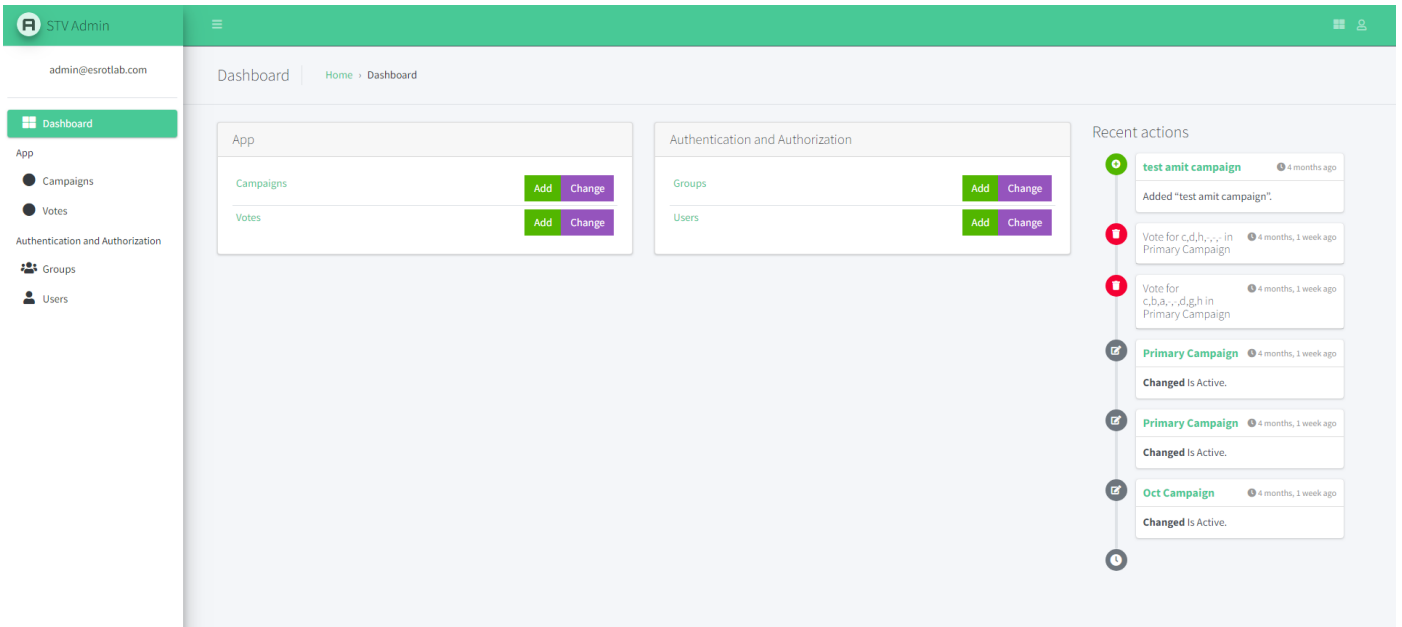 STV Admin
admin@esrotlab.com
Dashboard
App
Campaigns
Votes
Authentication and Authorization
Groups
Users
Dashboard
Home › Dashboard
App
Campaigns Add Change
Votes Add Change
Authentication and Authorization
Groups Add Change
Users Add Change
Recent actions
test amit campaign 4 months ago
Added “test amit campaign”.
Vote for c,d,h,-,-,- in 4 months, 1 week ago
Primary Campaign
Vote for 4 months, 1 week ago
c,b,a,-,-,d,g,h in
Primary Campaign
Primary Campaign 4 months, 1 week ago
Changed Is Active.
Primary Campaign 4 months, 1 week ago
Changed Is Active.
Oct Campaign 4 months, 1 week ago
Changed Is Active.